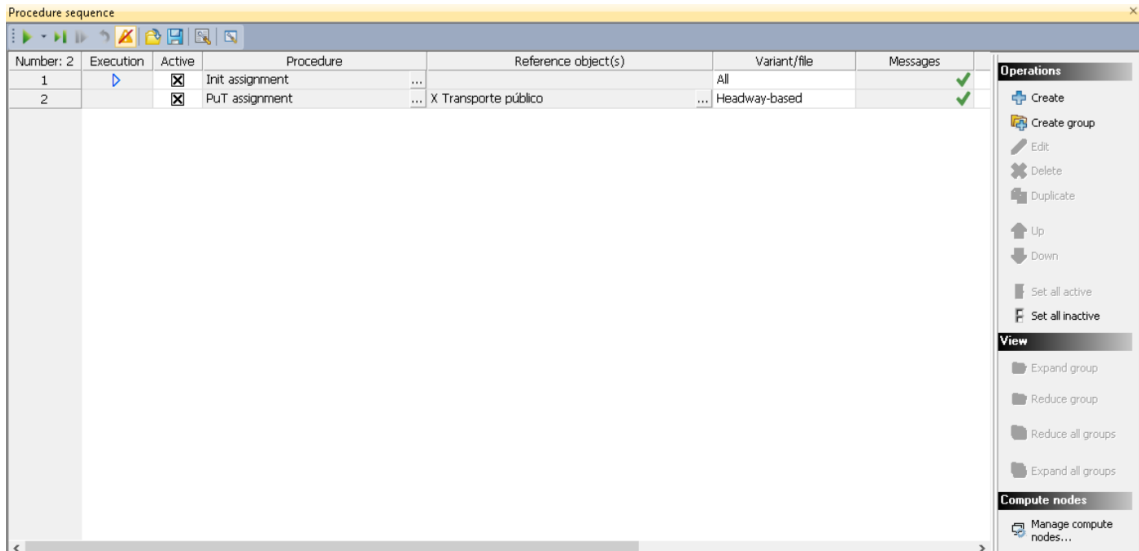 Procedure sequence
Number: 2 Execution Active Procedure Reference object(s) Variant/file Messages
1 Init assignment ... All
2 PuT assignment ... X Transporte público ... Headway-based
Operations
Create
Create group
Edit
Delete
Duplicate
Up
Down
Set all active
Set all inactive
View
Expand group
Reduce group
Reduce all groups
Expand all groups
Compute nodes
Manage compute
nodes...